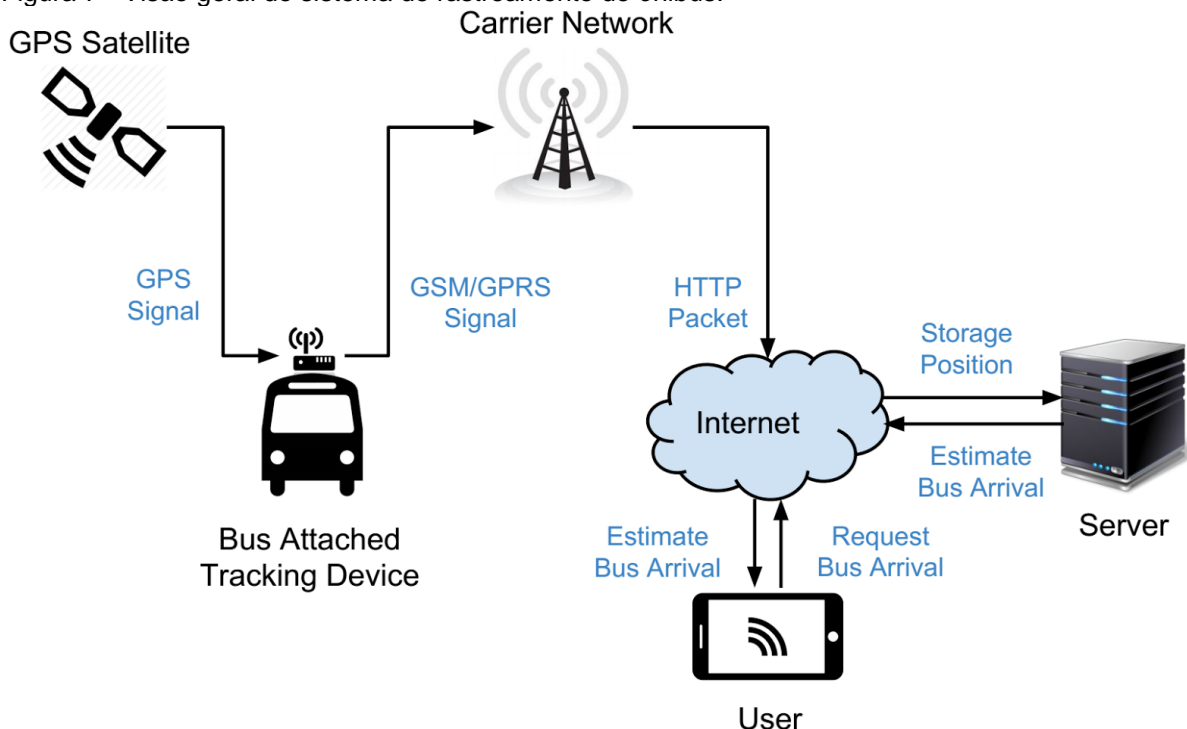 Carrier Network
GPS Satellite
GPS
Signal
GSM/GPRS
Signal
HTTP
Packet
Storage
Position
Internet
Estimate
Bus Arrival
Server
Bus Attached
Tracking Device
Estimate
Bus Arrival
Request
Bus Arrival
User